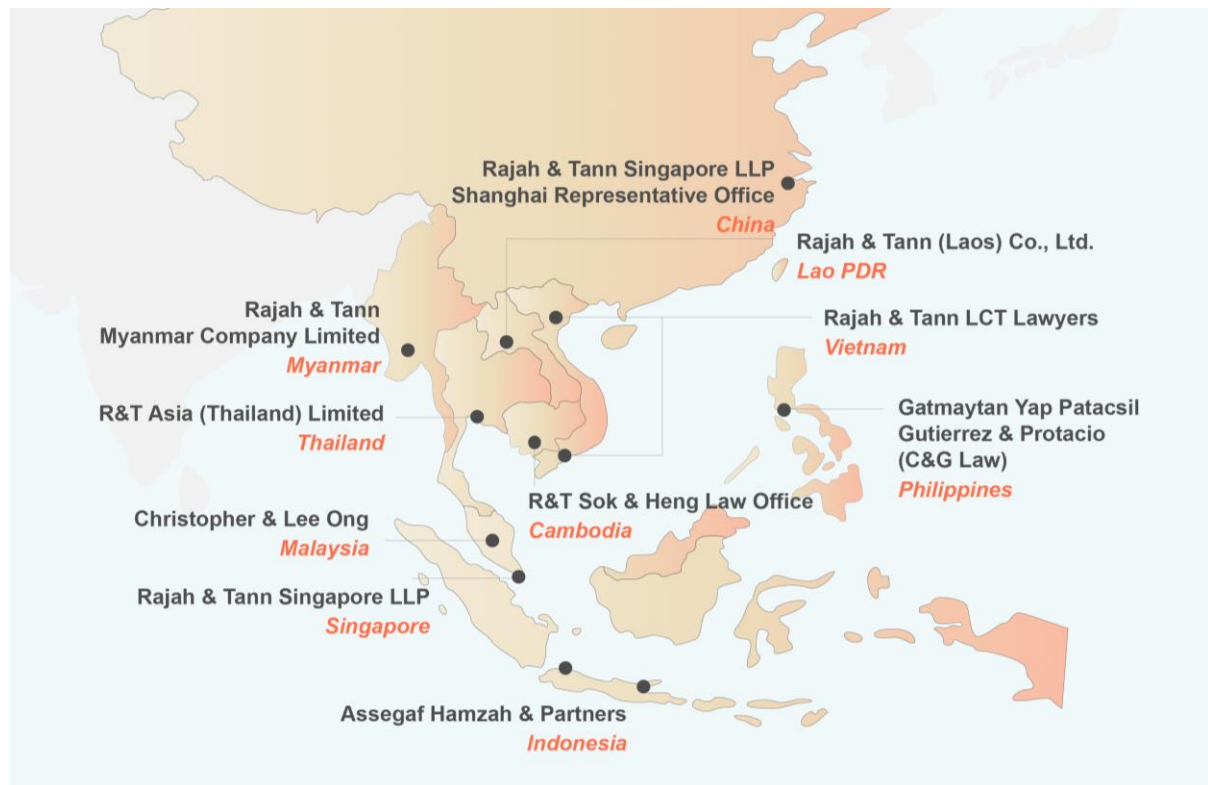 Rajah & Tann Singapore LLP
Shanghai Representative Office
China
Rajah & Tann (Laos) Co., Ltd.
Lao PDR
Rajah & Tann
Myanmar Company Limited
Myanmar
Rajah & Tann LCT Lawyers
Vietnam
R&T Asia (Thailand) Limited
Thailand
Gatmaytan Yap Patacsil
Gutierrez & Protacio
(C&G Law)
Philippines
R&T Sok & Heng Law Office
Cambodia
Christopher & Lee Ong
Malaysia
Rajah & Tann Singapore LLP
Singapore
Assegaf Hamzah & Partners
Indonesia